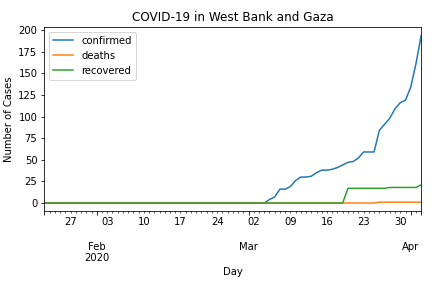 COVID-19 in West Bank and Gaza
confirmed
deaths
recovered
Number of Cases
200
175
150
125
100
75
50
25
0
27 03 10 17 24 02 09 16 23 30
Feb Mar Apr
2020
Day